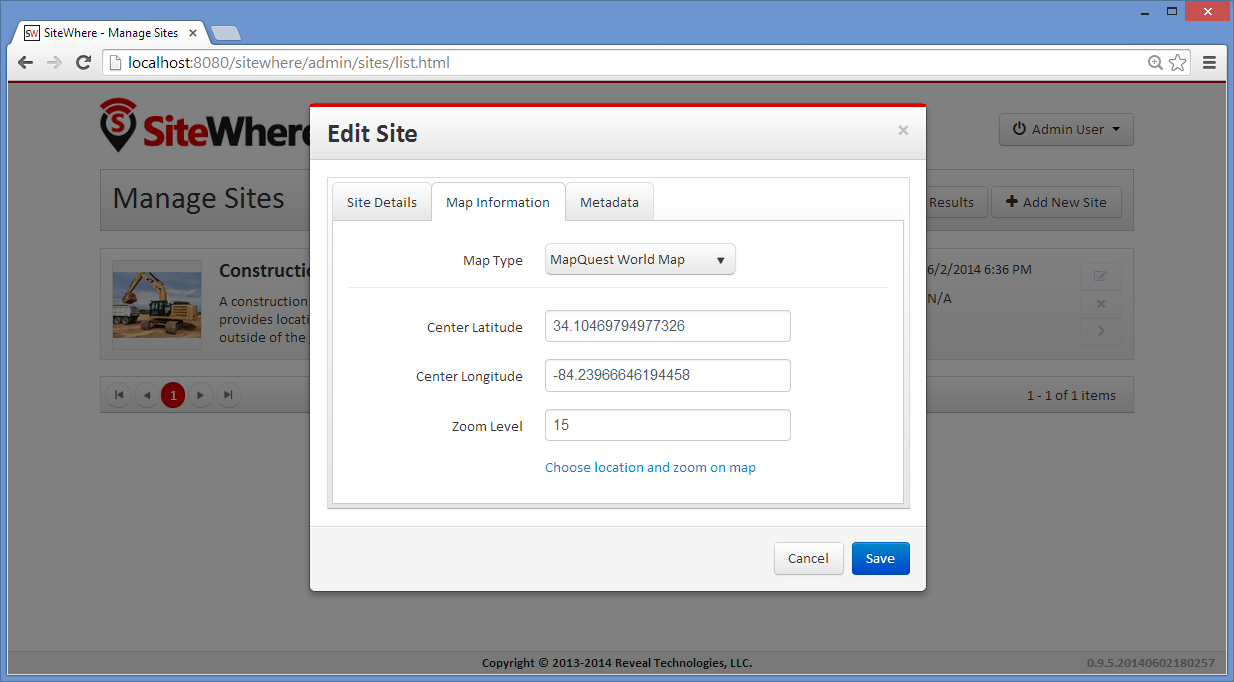 SW SiteWhere - Manage Sites
localhost:8080/sitewhere/admin/sites/list.html
S SiteWhere
Admin User
Manage Sites
Results
Add New Site
Edit Site
Site Details
Map Information
Metadata
Map Type
MapQuest World Map
Center Latitude
34.10469794977326
Center Longitude
-84.23966646194458
Zoom Level
15
Choose location and zoom on map
Cancel
Save
Constructi
A construction
provides locati
outside of the
6/2/2014 6:36 PM
N/A
1
1 - 1 of 1 items
Copyright © 2013-2014 Reveal Technologies, LLC.
0.9.5.20140602180257